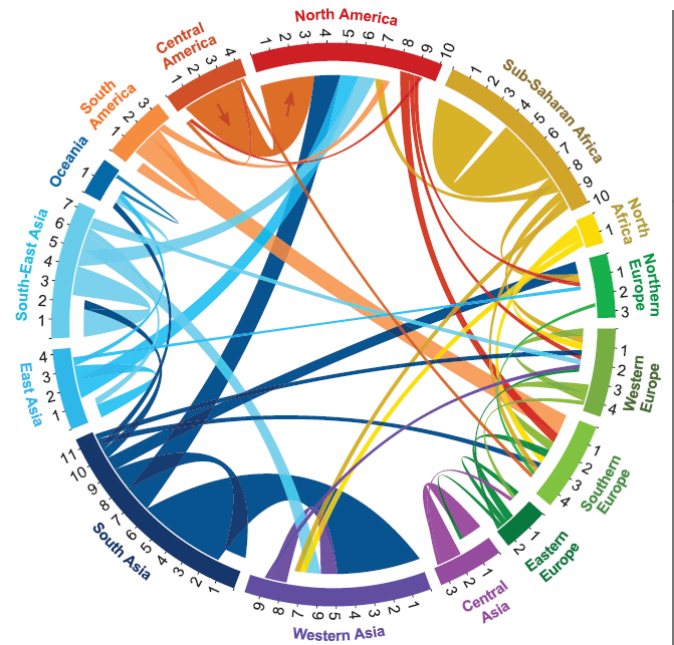 North America
1 2 3 4 5 6 7 8 9 10
Sub-Saharan Africa
1 2 3 4 5 6 7 8 9 10
North
Africa
1
Northern
Europe
1 2 3
Western
Europe
1 2 3 4
Southern
Europe
1 2 3 4
Eastern
Europe
1 2
Central
Asia
1 2 3
Western Asia
1 2 3 4 5 6 7 8 9
South Asia
1 2 3 4 5 6 7 8 9 10 11
East Asia
1 2 3 4
South-East Asia
1 2 3 4 5 6 7
Oceania
1
South
America
1 2 3
Central
America
1 2 3 4